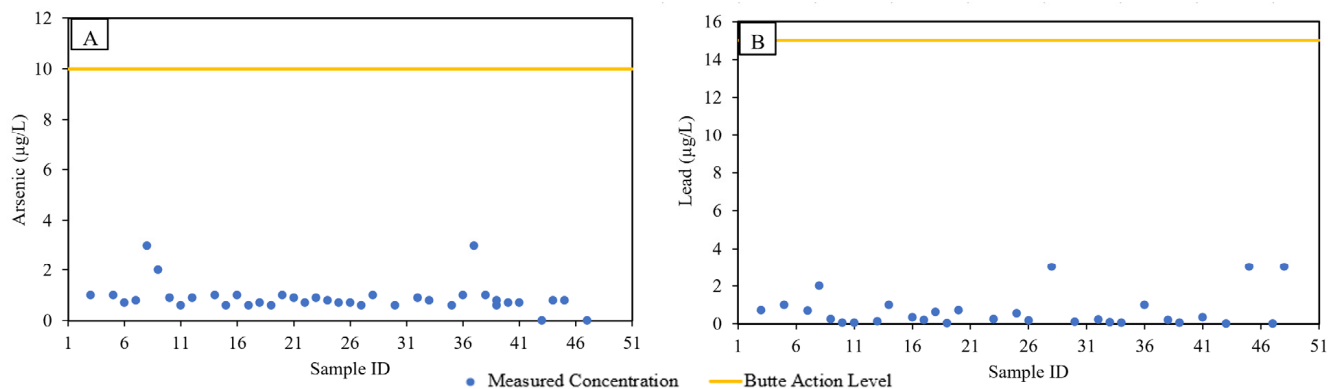 A
12
10
8
6
4
2
0
Arsenic (µg/L)
1 6 11 16 21 26 31 36 41 46 51
Sample ID
B
16
14
12
10
8
6
4
2
0
Lead (µg/L)
1 6 11 16 21 26 31 36 41 46 51
Sample ID
Measured Concentration Butte Action Level